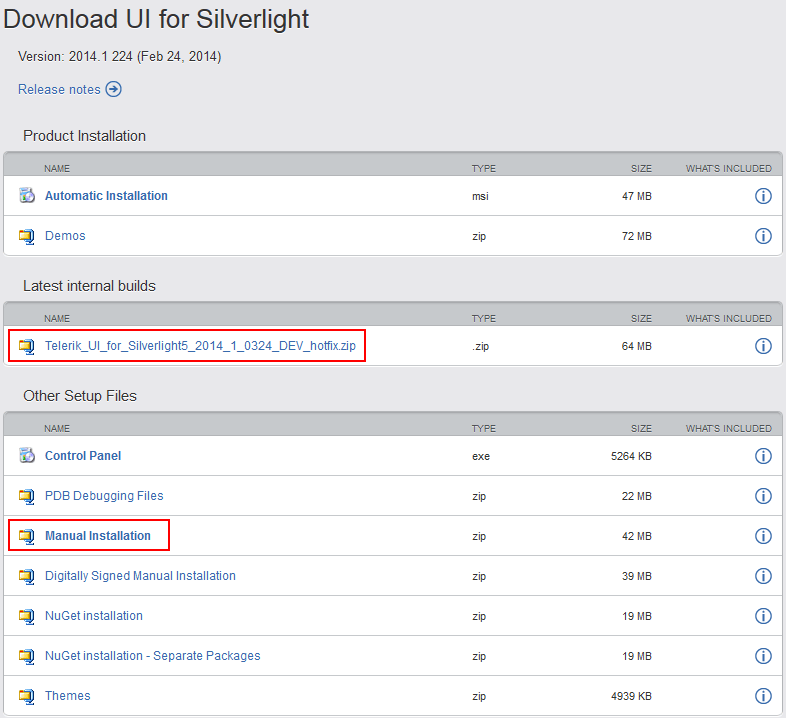 Download UI for Silverlight
Version: 2014.1 224 (Feb 24, 2014)
Release notes
Product Installation
NAME TYPE SIZE WHAT'S INCLUDED
Automatic Installation msi 47 MB
Demos zip 72 MB
Latest internal builds
NAME TYPE SIZE WHAT'S INCLUDED
Telerik_UI_for_Silverlight5_2014_1_0324_DEV_hotfix.zip .zip 64 MB
Other Setup Files
NAME TYPE SIZE WHAT'S INCLUDED
Control Panel exe 5264 KB
PDB Debugging Files zip 22 MB
Manual Installation zip 42 MB
Digitally Signed Manual Installation zip 39 MB
NuGet installation zip 19 MB
NuGet installation - Separate Packages zip 19 MB
Themes zip 4939 KB